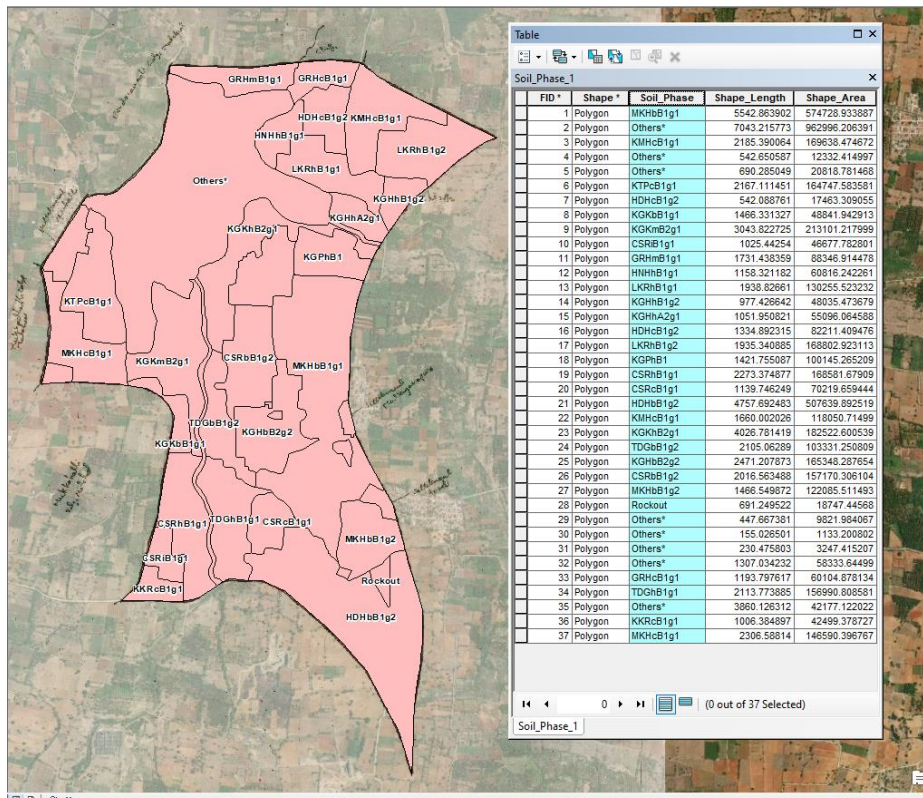 GRHmB1g1
GRHcB1g1
HDHcB1g2
KMHcB1g1
HNHhB1g1
LKRhB1g2
LKRhB1g1
Others*
KGHhB1g2
KGHhA2g1
KGKhB2g1
KGPhB1
KTPcB1g1
MKHcB1g1
KGKmB2g1
CSRbB1g2
MKHbB1g1
TDGbB1g2
KGHbB2g2
KGKbB1g1
CSRhB1g1
TDGhB1g1
CSRcB1g1
MKHbB1g2
CSRiB1g1
KKRcB1g1
Rockout
HDHbB1g2
Table
Soil_Phase_1
FID * Shape * Soil_Phase Shape_Length Shape_Area
1 Polygon MKHbB1g1 5542.863902 574728.933887
2 Polygon Others* 7043.215773 962996.206391
3 Polygon KMHcB1g1 2185.390064 169638.474672
4 Polygon Others* 542.650587 12332.414997
5 Polygon Others* 690.285049 20818.781468
6 Polygon KTPcB1g1 2167.111451 164747.583581
7 Polygon HDHcB1g2 542.088761 17463.309055
8 Polygon KGKbB1g1 1466.331327 48841.942913
9 Polygon KGKmB2g1 3043.822725 213101.217999
10 Polygon CSRiB1g1 1025.44254 46677.782801
11 Polygon GRHmB1g1 1731.438359 88346.914478
12 Polygon HNHhB1g1 1158.321182 60816.242261
13 Polygon LKRhB1g1 1938.82661 130255.523232
14 Polygon KGHhB1g2 977.426642 48035.473679
15 Polygon KGHhA2g1 1051.950821 55096.064588
16 Polygon HDHcB1g2 1334.892315 82211.409476
17 Polygon LKRhB1g2 1935.340885 168802.923113
18 Polygon KGPhB1 1421.755087 100145.265209
19 Polygon CSRhB1g1 2273.374877 168581.67909
20 Polygon CSRcB1g1 1139.746249 70219.659444
21 Polygon HDHbB1g2 4757.692483 507639.892519
22 Polygon KMHcB1g1 1660.002026 118050.71499
23 Polygon KGKhB2g1 4026.781419 182522.600539
24 Polygon TDGbB1g2 2105.06289 103331.250809
25 Polygon KGHbB2g2 2471.207873 165348.287654
26 Polygon CSRbB1g2 2016.563488 157170.306104
27 Polygon MKHbB1g2 1466.549872 122085.511493
28 Polygon Rockout 691.249522 18747.44568
29 Polygon Others* 447.667381 9821.984067
30 Polygon Others* 155.026501 1133.200802
31 Polygon Others* 230.475803 3247.415207
32 Polygon Others* 1307.034232 58333.64499
33 Polygon GRHcB1g1 1193.797617 60104.878134
34 Polygon TDGhB1g1 2113.773885 156990.808581
35 Polygon Others* 3860.126312 42177.122022
36 Polygon KKRcB1g1 1006.384897 42499.378727
37 Polygon MKHcB1g1 2306.58814 146590.396767
0 (0 out of 37 Selected)
Soil_Phase_1